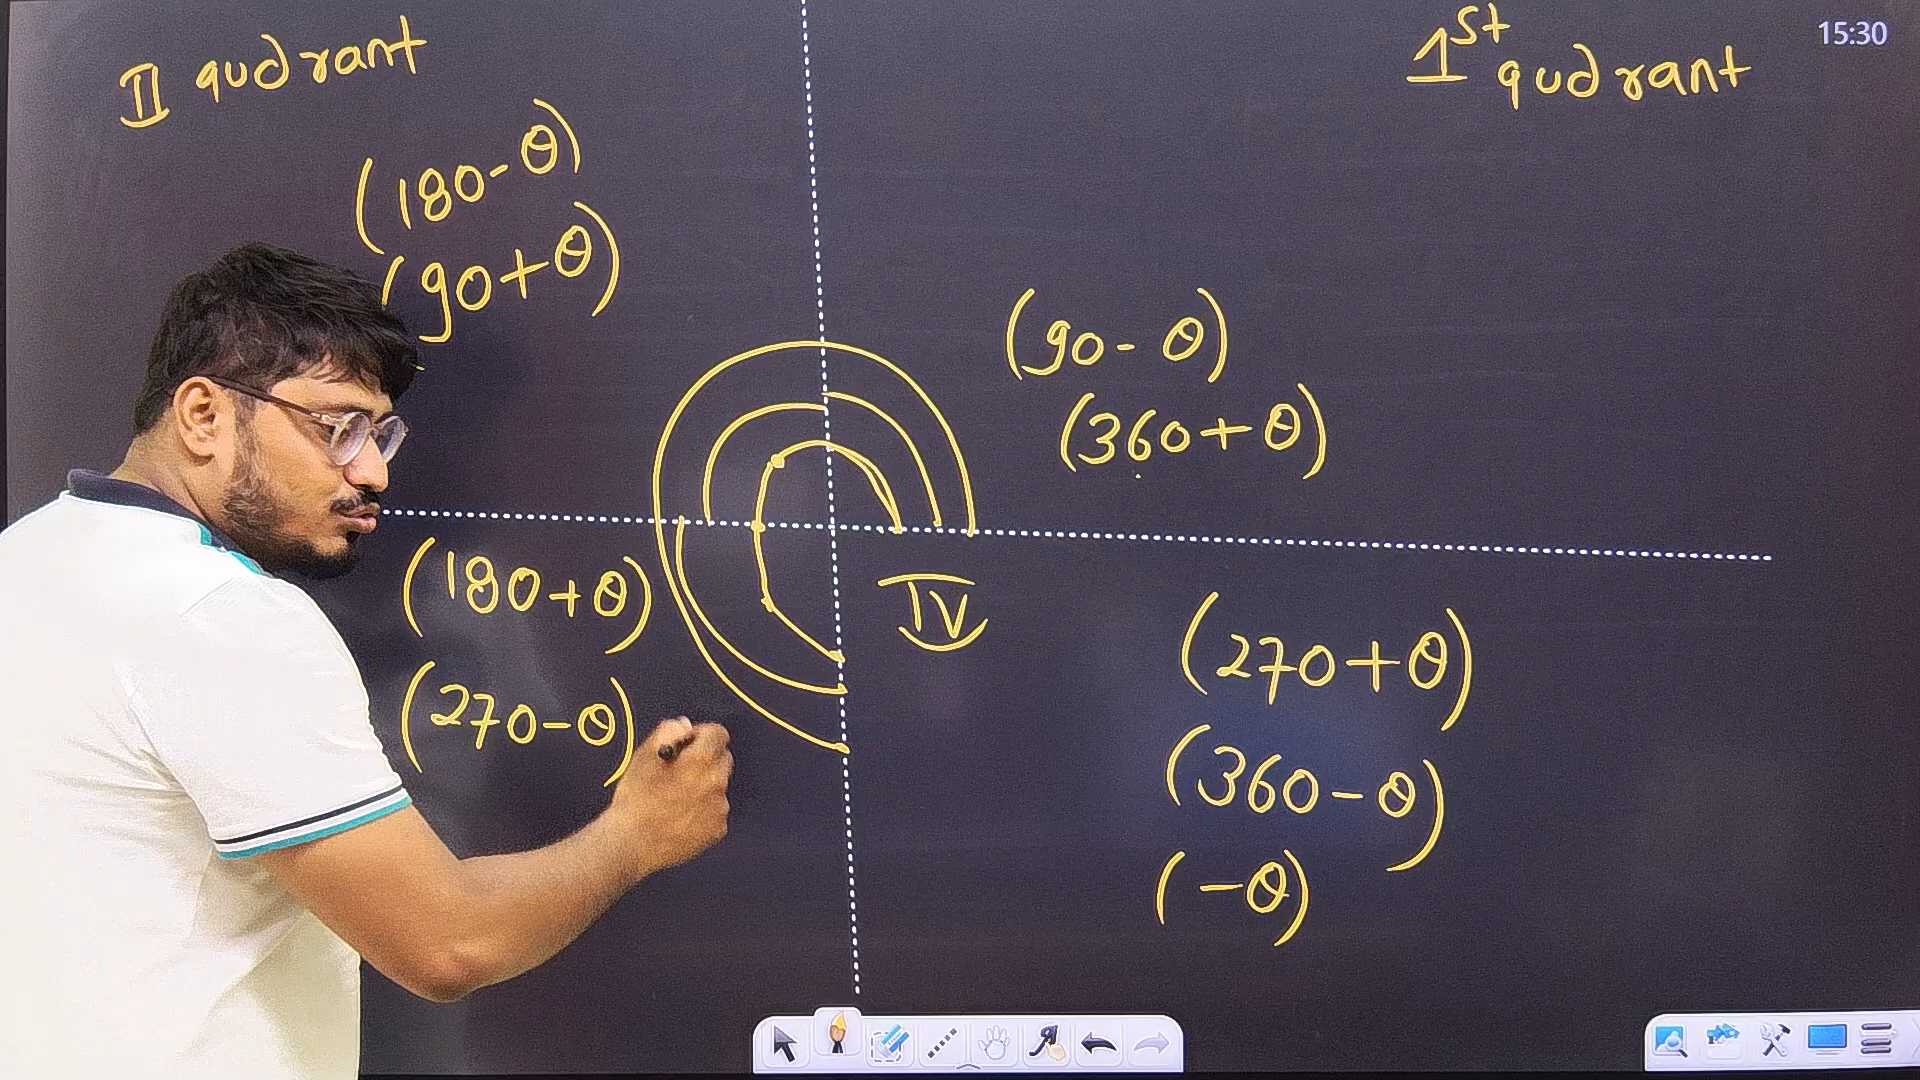 II qudrant
1st qudrant
15:30
(180-θ)
(90+θ)
(90-θ)
(360+θ)
(180+θ)
(270-θ)
IV
(270+θ)
(360-θ)
(-θ)